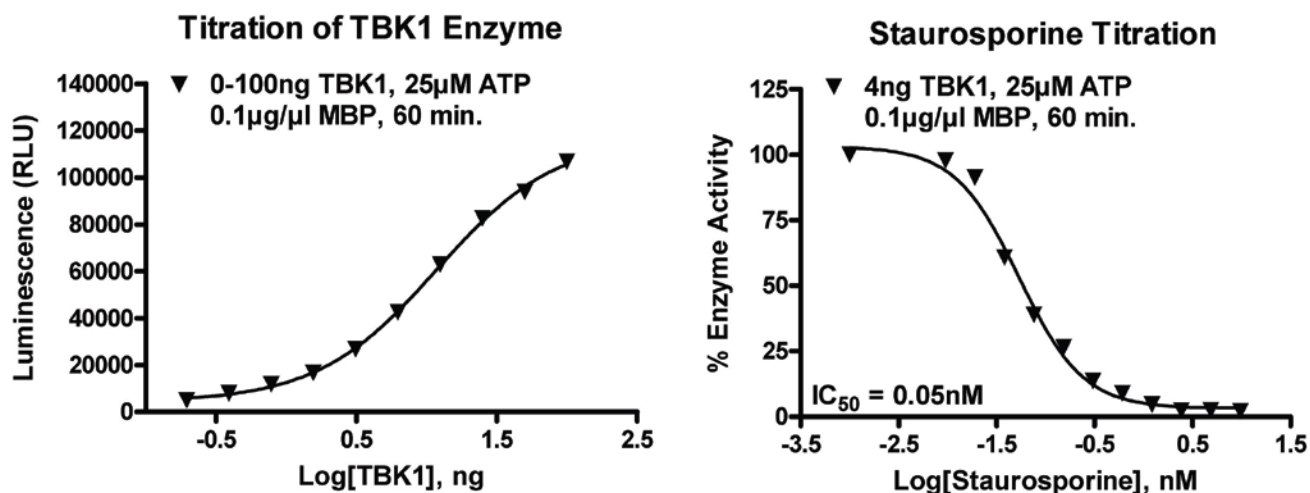 Titration of TBK1 Enzyme
▼ 0-100ng TBK1, 25µM ATP
0.1µg/µl MBP, 60 min.
Luminescence (RLU)
140000
120000
100000
80000
60000
40000
20000
0
-0.5 0.5 1.5 2.5
Log[TBK1], ng
Staurosporine Titration
▼ 4ng TBK1, 25µM ATP
0.1µg/µl MBP, 60 min.
% Enzyme Activity
125
100
75
50
25
0
IC₅₀ = 0.05nM
-3.5 -2.5 -1.5 -0.5 0.5 1.5
Log[Staurosporine], nM